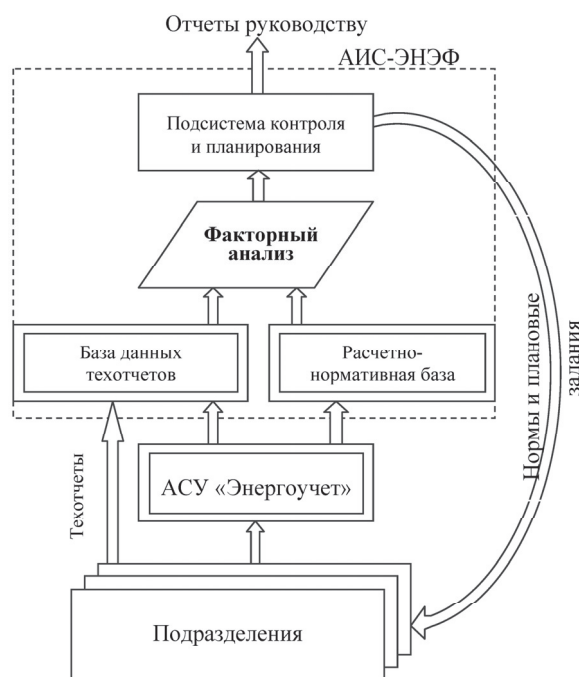 Отчеты руководству
АИС-ЭНЭФ
Подсистема контроля
и планирования
Факторный
анализ
База данных
техотчетов
Расчетно-
нормативная база
Нормы и плановые
задания
Техотчеты
АСУ «Энергоучет»
Подразделения